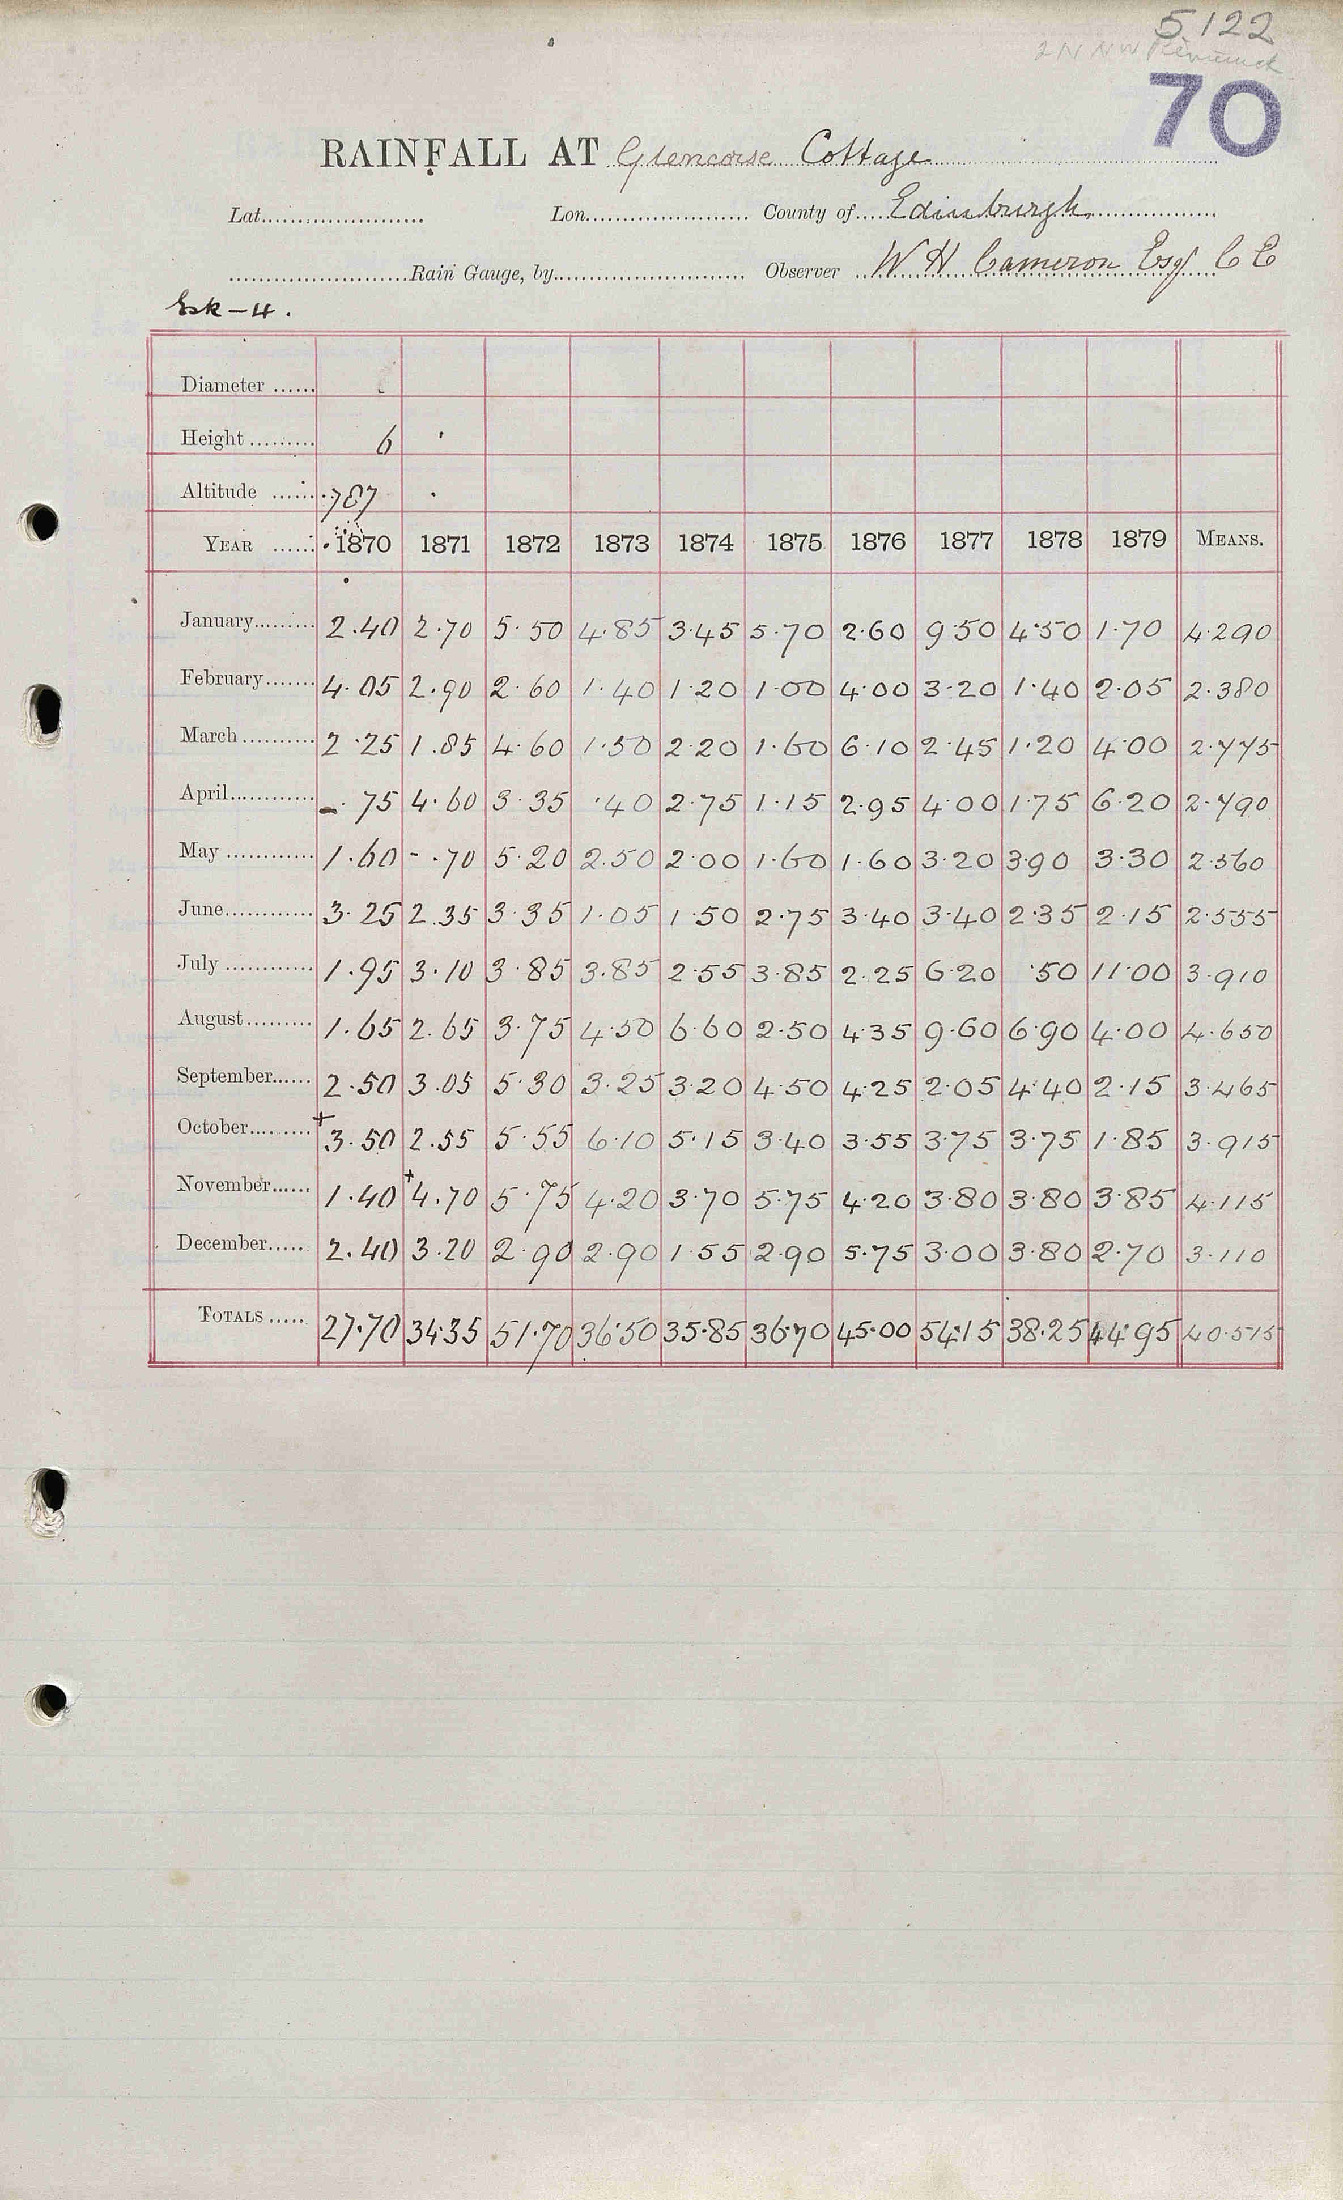 5122
2 N N W
70
RAINFALL AT Glencorse Cottage
Lat. Lon. County of Edinburgh
Rain Gauge, by Observer W H Cameron Esq C E
Esk - 4.
Diameter
Height 6
Altitude 787
YEAR 1870 1871 1872 1873 1874 1875 1876 1877 1878 1879 MEANS.
January 2.40 2.70 5.50 4.85 3.45 5.70 2.60 9.50 4.50 1.70 4.290
February 4.05 2.90 2.60 1.40 1.20 1.00 4.00 3.20 1.40 2.05 2.380
March 2.25 1.85 4.60 1.50 2.20 1.60 6.10 2.45 1.20 4.00 2.775
April -.75 4.60 3.35 .40 2.75 1.15 2.95 4.00 1.75 6.20 2.790
May 1.60 -.70 5.20 2.50 2.00 1.60 1.60 3.20 3.90 3.30 2.560
June 3.25 2.35 3.35 1.05 1.50 2.75 3.40 3.40 2.35 2.15 2.555
July 1.95 3.10 3.85 3.85 2.55 3.85 2.25 6.20 .50 11.00 3.910
August 1.65 2.65 3.75 4.50 6.60 2.50 4.35 9.60 6.90 4.00 4.650
September 2.50 3.05 5.30 3.25 3.20 4.50 4.25 2.05 4.40 2.15 3.465
October +3.50 2.55 5.55 6.10 5.15 3.40 3.55 3.75 3.75 1.85 3.915
November 1.40 +4.70 5.75 4.20 3.70 5.75 4.20 3.80 3.80 3.85 4.115
December 2.40 3.20 2.90 2.90 1.55 2.90 5.75 3.00 3.80 2.70 3.110
TOTALS 27.70 34.35 51.70 36.50 35.85 36.70 45.00 54.15 38.25 44.95 40.515